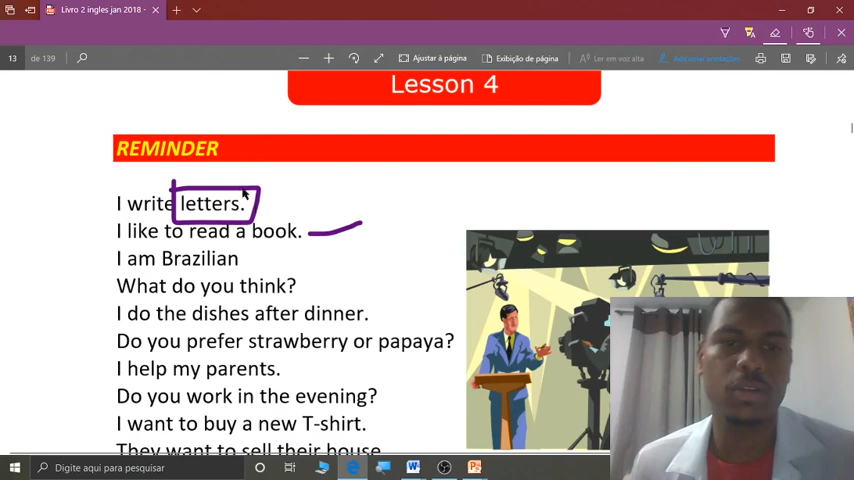 Livro 2 ingles jan 2018 -
13 de 139
Ajustar à página
Exibição de página
Ler em voz alta
Adicionar anotações
Lesson 4
REMINDER
I write letters.
I like to read a book.
I am Brazilian
What do you think?
I do the dishes after dinner.
Do you prefer strawberry or papaya?
I help my parents.
Do you work in the evening?
I want to buy a new T-shirt.
They want to sell their house
Digite aqui para pesquisar